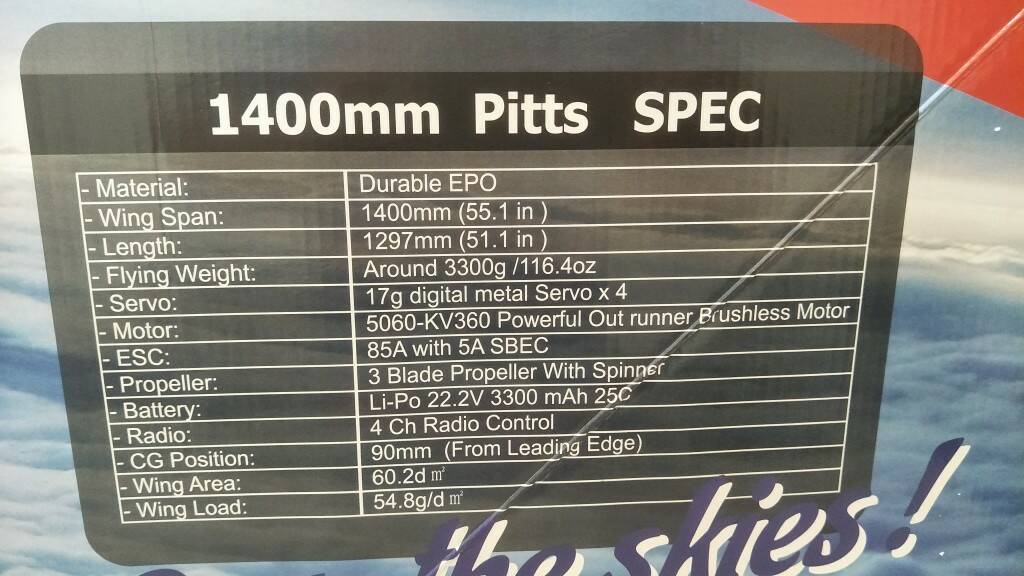 1400mm Pitts SPEC
- Material: Durable EPO
- Wing Span: 1400mm (55.1 in )
- Length: 1297mm (51.1 in )
- Flying Weight: Around 3300g /116.4oz
- Servo: 17g digital metal Servo x 4
- Motor: 5060-KV360 Powerful Out runner Brushless Motor
- ESC: 85A with 5A SBEC
- Propeller: 3 Blade Propeller With Spinner
- Battery: Li-Po 22.2V 3300 mAh 25C
- Radio: 4 Ch Radio Control
- CG Position: 90mm (From Leading Edge)
- Wing Area: 60.2d㎡
- Wing Load: 54.8g/d㎡
the skies!